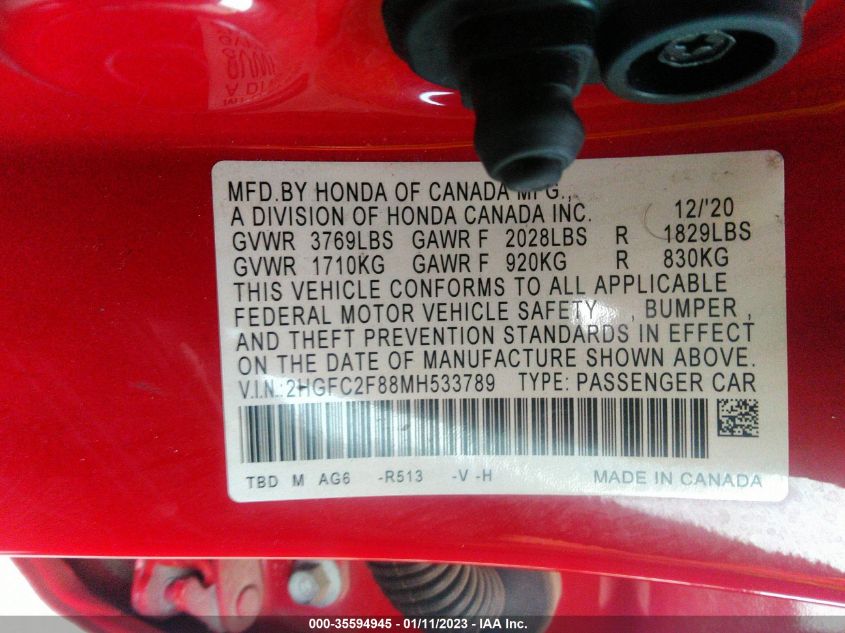 MFD.BY HONDA OF CANADA MFG.,
A DIVISION OF HONDA CANADA INC. 12/'20
GVWR 3769LBS GAWR F 2028LBS R 1829LBS
GVWR 1710KG GAWR F 920KG R 830KG
THIS VEHICLE CONFORMS TO ALL APPLICABLE
FEDERAL MOTOR VEHICLE SAFETY , BUMPER ,
AND THEFT PREVENTION STANDARDS IN EFFECT
ON THE DATE OF MANUFACTURE SHOWN ABOVE.
V.I.N.:2HGFC2F88MH533789 TYPE: PASSENGER CAR
TBD M AG6 -R513 -V -H MADE IN CANADA
000-35594945 - 01/11/2023 - IAA Inc.